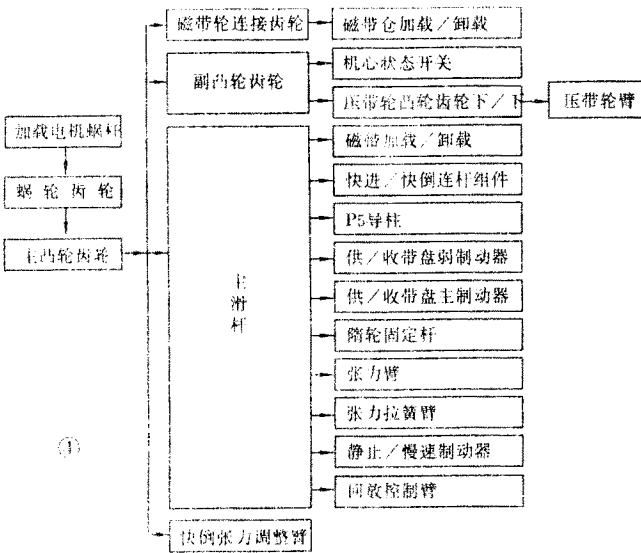 磁带轮连接齿轮
磁带仓加载／卸载
副凸轮齿轮
机心状态开关
压带轮凸轮齿轮下／下
压带轮臂
加载电机蜗杆
蜗轮齿轮
主凸轮齿轮
主滑杆
磁带加载／卸载
快进／快倒连杆组件
P5导柱
供／收带盘弱制动器
供／收带盘主制动器
隋轮固定杆
张力臂
张力拉簧臂
静止／慢速制动器
回放控制臂
快倒张力调整臂
①